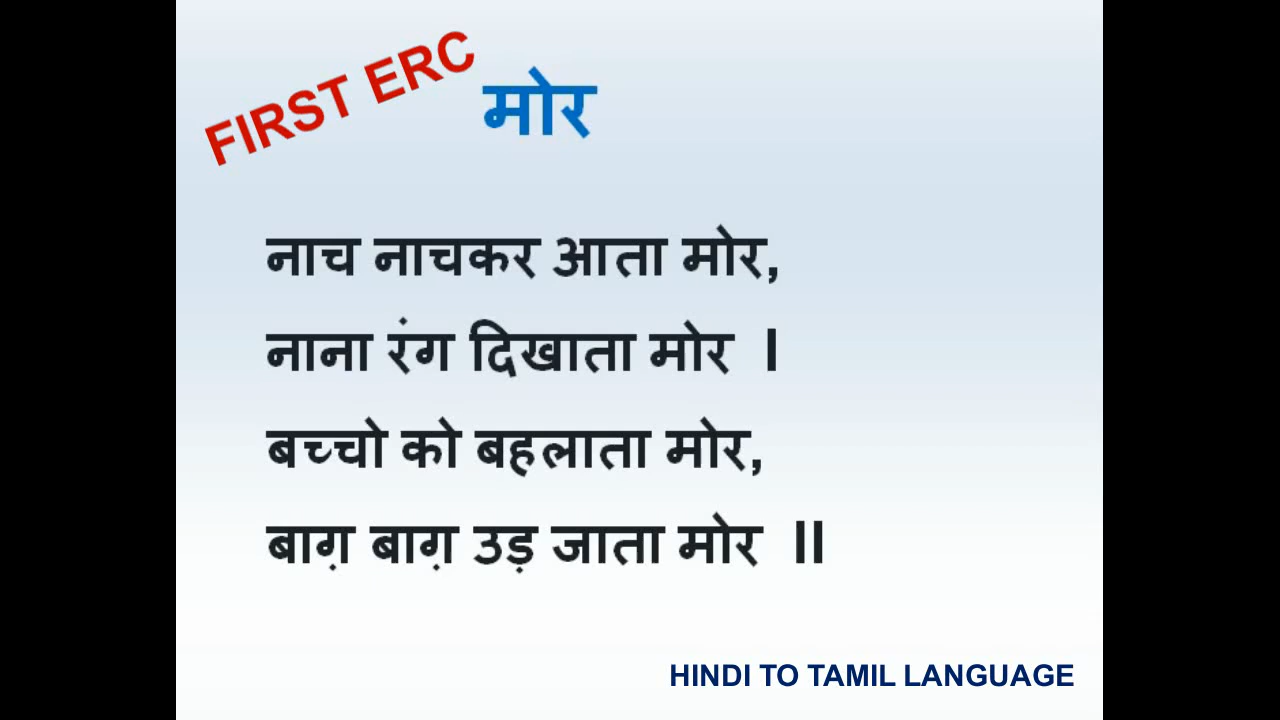 FIRST ERC
मोर
नाच नाचकर आता मोर,
नाना रंग दिखाता मोर ।
बच्चो को बहलाता मोर,
बाग़ बाग़ उड़ जाता मोर ॥
HINDI TO TAMIL LANGUAGE